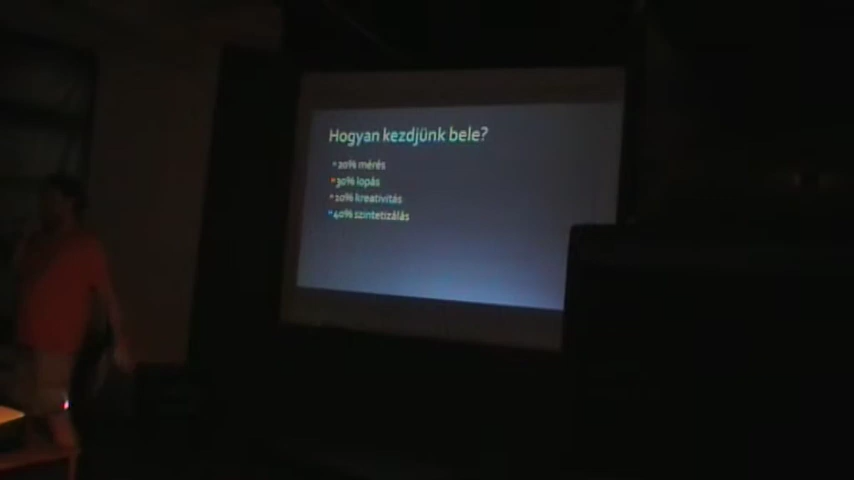 Hogyan kezdjünk bele?
20% mérés
30% lopás
10% kreativitás
40% szintetizálás